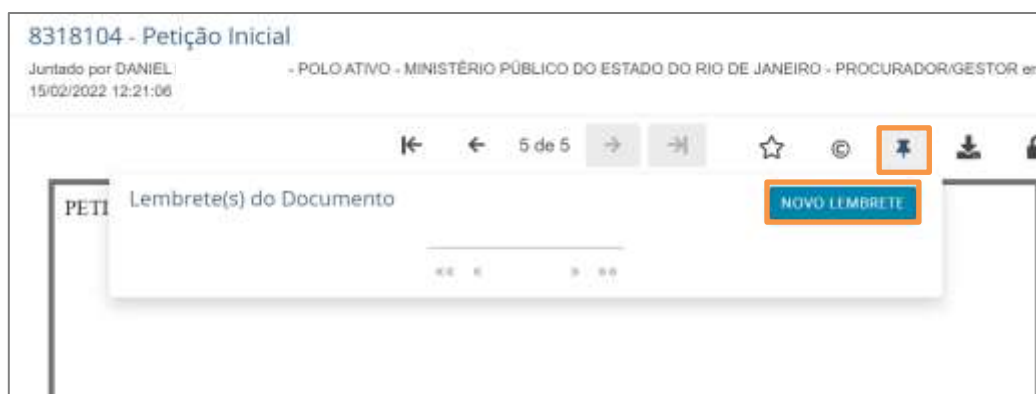 8318104 - Petição Inicial
Juntado por DANIEL - POLO ATIVO - MINISTÉRIO PÚBLICO DO ESTADO DO RIO DE JANEIRO - PROCURADOR/GESTOR em
15/02/2022 12:21:06
5 de 5 ©
PETI
Lembrete(s) do Documento NOVO LEMBRETE
«« « » »»